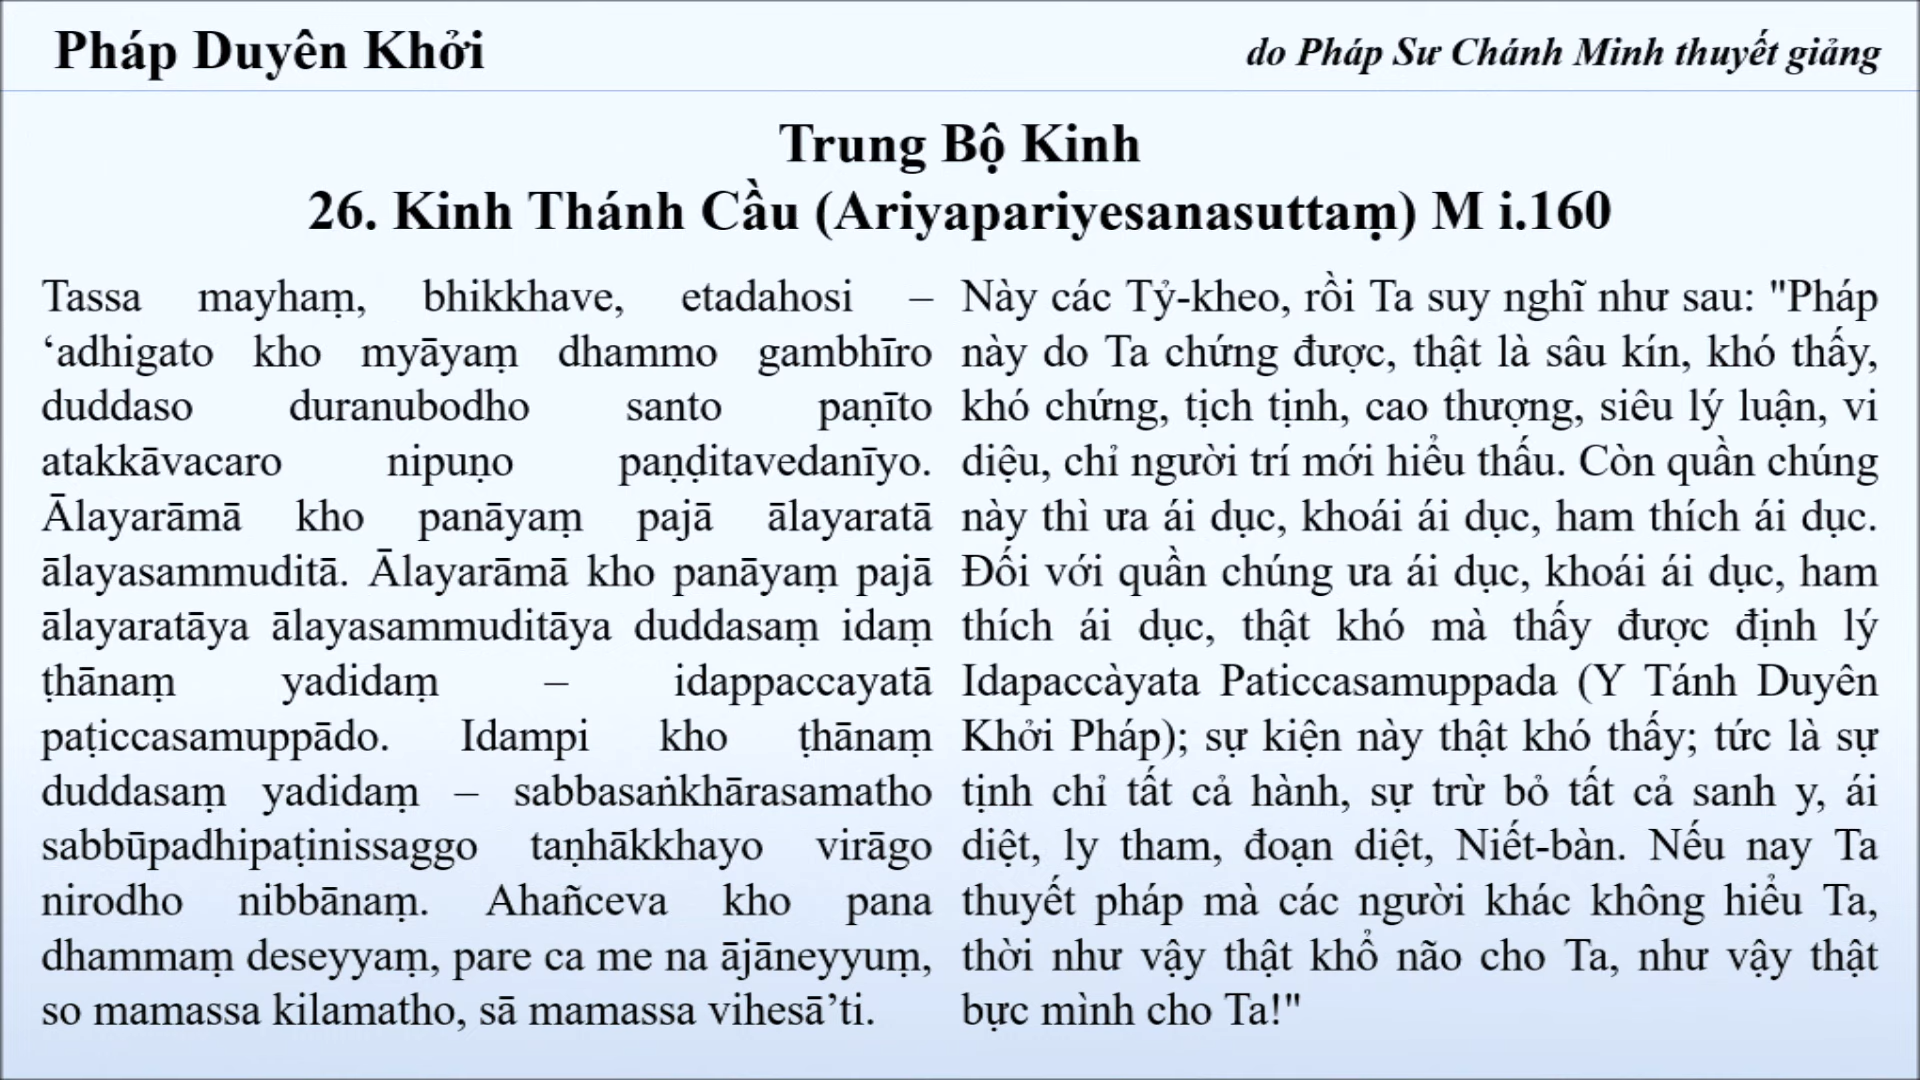 Pháp Duyên Khởi
do Pháp Sư Chánh Minh thuyết giảng
Trung Bộ Kinh
26. Kinh Thánh Cầu (Ariyapariyesanasuttaṃ) M i.160
Tassa mayhaṃ, bhikkhave, etadahosi –
‘adhigato kho myāyaṃ dhammo gambhīro
duddaso duranubodho santo paṇīto
atakkāvacaro nipuṇo paṇḍitavedanīyo.
Ālayarāmā kho panāyaṃ pajā ālayaratā
ālayasammuditā. Ālayarāmā kho panāyaṃ pajā
ālayaratāya ālayasammuditāya duddasaṃ idaṃ
ṭhānaṃ yadidaṃ – idappaccayatā
paṭiccasamuppādo. Idampi kho ṭhānaṃ
duddasaṃ yadidaṃ – sabbasaṅkhārasamatho
sabbūpadhipaṭinissaggo taṇhākkhayo virāgo
nirodho nibbānaṃ. Ahañceva kho pana
dhammaṃ deseyyaṃ, pare ca me na ājāneyyuṃ,
so mamassa kilamatho, sā mamassa vihesā’ti.
Này các Tỷ-kheo, rồi Ta suy nghĩ như sau: "Pháp
này do Ta chứng được, thật là sâu kín, khó thấy,
khó chứng, tịch tịnh, cao thượng, siêu lý luận, vi
diệu, chỉ người trí mới hiểu thấu. Còn quần chúng
này thì ưa ái dục, khoái ái dục, ham thích ái dục.
Đối với quần chúng ưa ái dục, khoái ái dục, ham
thích ái dục, thật khó mà thấy được định lý
Idapaccàyata Paticcasamuppada (Y Tánh Duyên
Khởi Pháp); sự kiện này thật khó thấy; tức là sự
tịnh chỉ tất cả hành, sự trừ bỏ tất cả sanh y, ái
diệt, ly tham, đoạn diệt, Niết-bàn. Nếu nay Ta
thuyết pháp mà các người khác không hiểu Ta,
thời như vậy thật khổ não cho Ta, như vậy thật
bực mình cho Ta!"